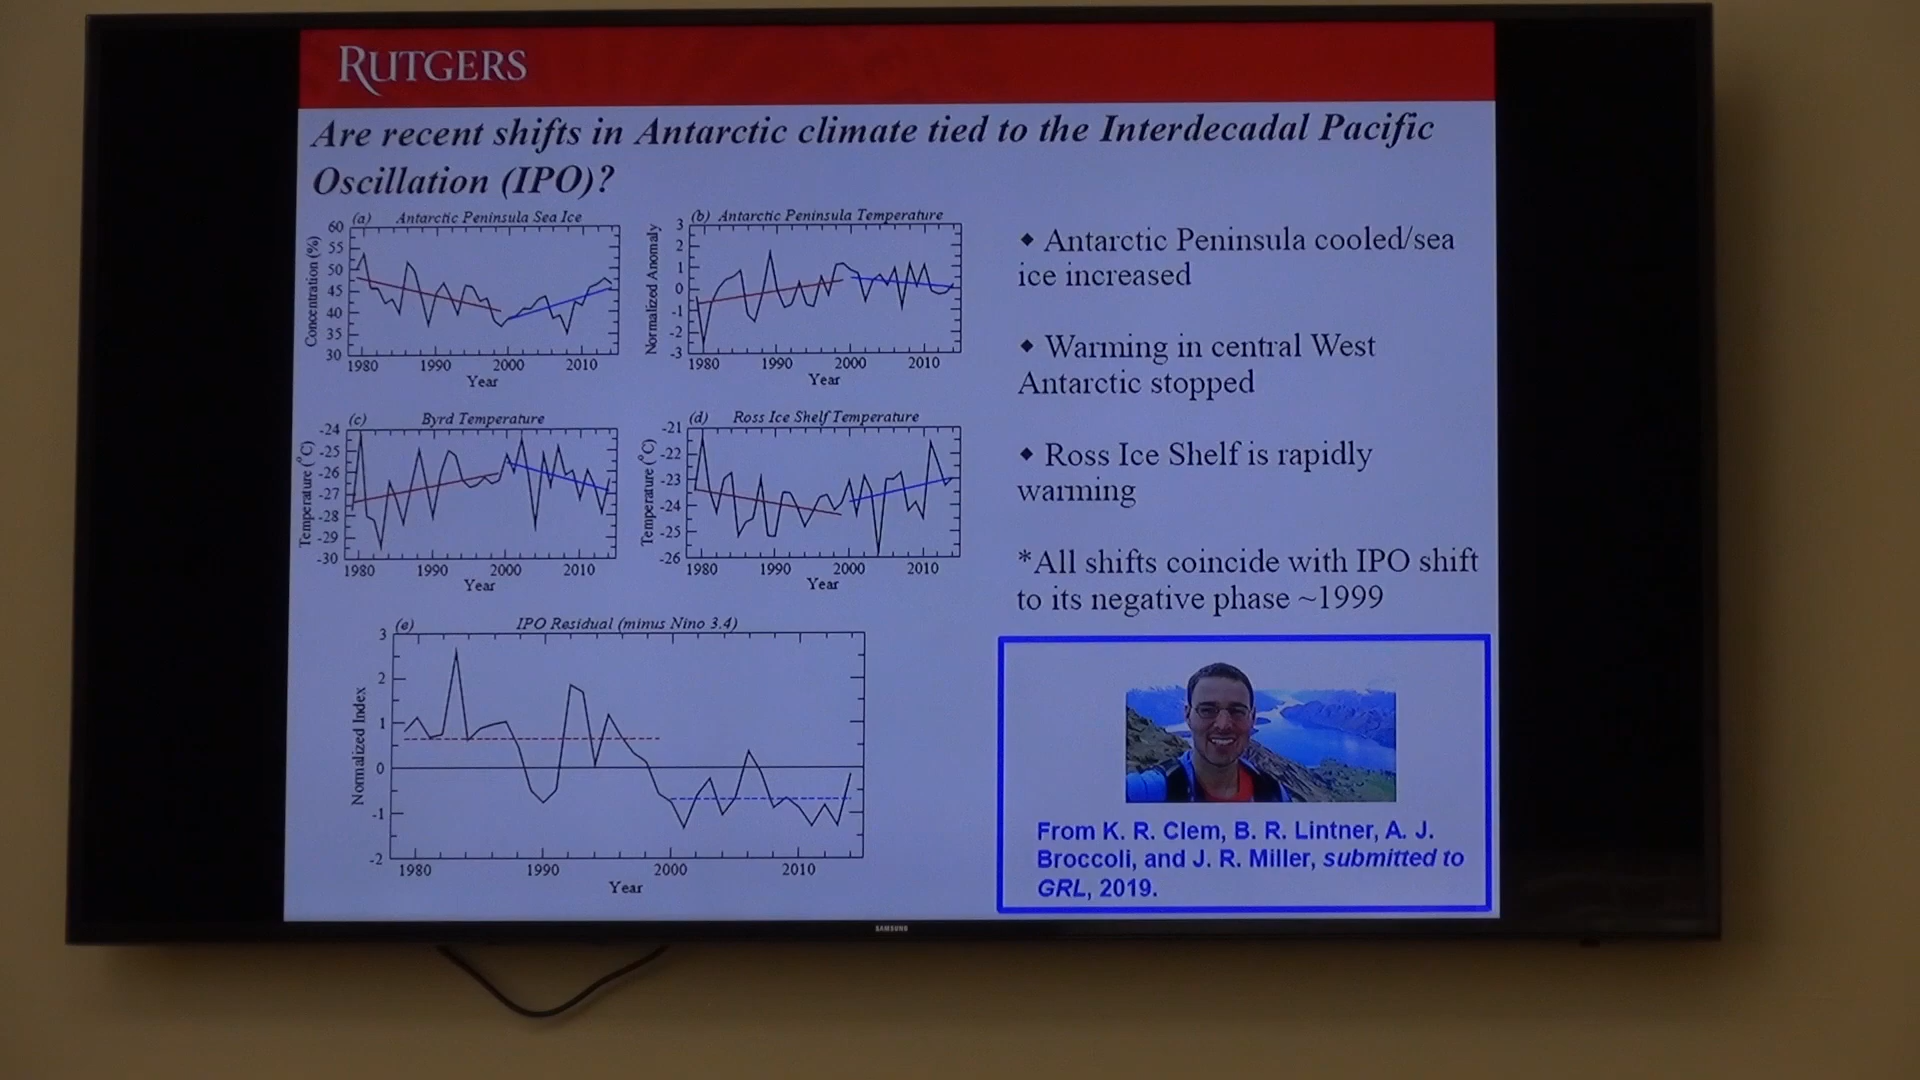 RUTGERS
Are recent shifts in Antarctic climate tied to the Interdecadal Pacific
Oscillation (IPO)?
(a) Antarctic Peninsula Sea Ice
Concentration (%)
60
55
50
45
40
35
30
1980 1990 2000 2010
Year
(b) Antarctic Peninsula Temperature
Normalized Anomaly
3
2
1
0
-1
-2
-3
1980 1990 2000 2010
Year
(c) Byrd Temperature
Temperature (°C)
-24
-25
-26
-27
-28
-29
-30
1980 1990 2000 2010
Year
(d) Ross Ice Shelf Temperature
Temperature (°C)
-21
-22
-23
-24
-25
-26
1980 1990 2000 2010
Year
(e) IPO Residual (minus Nino 3.4)
Normalized Index
3
2
1
0
-1
-2
1980 1990 2000 2010
Year
◆ Antarctic Peninsula cooled/sea
ice increased
◆ Warming in central West
Antarctic stopped
◆ Ross Ice Shelf is rapidly
warming
*All shifts coincide with IPO shift
to its negative phase ~1999
From K. R. Clem, B. R. Lintner, A. J.
Broccoli, and J. R. Miller, submitted to
GRL, 2019.
SAMSUNG